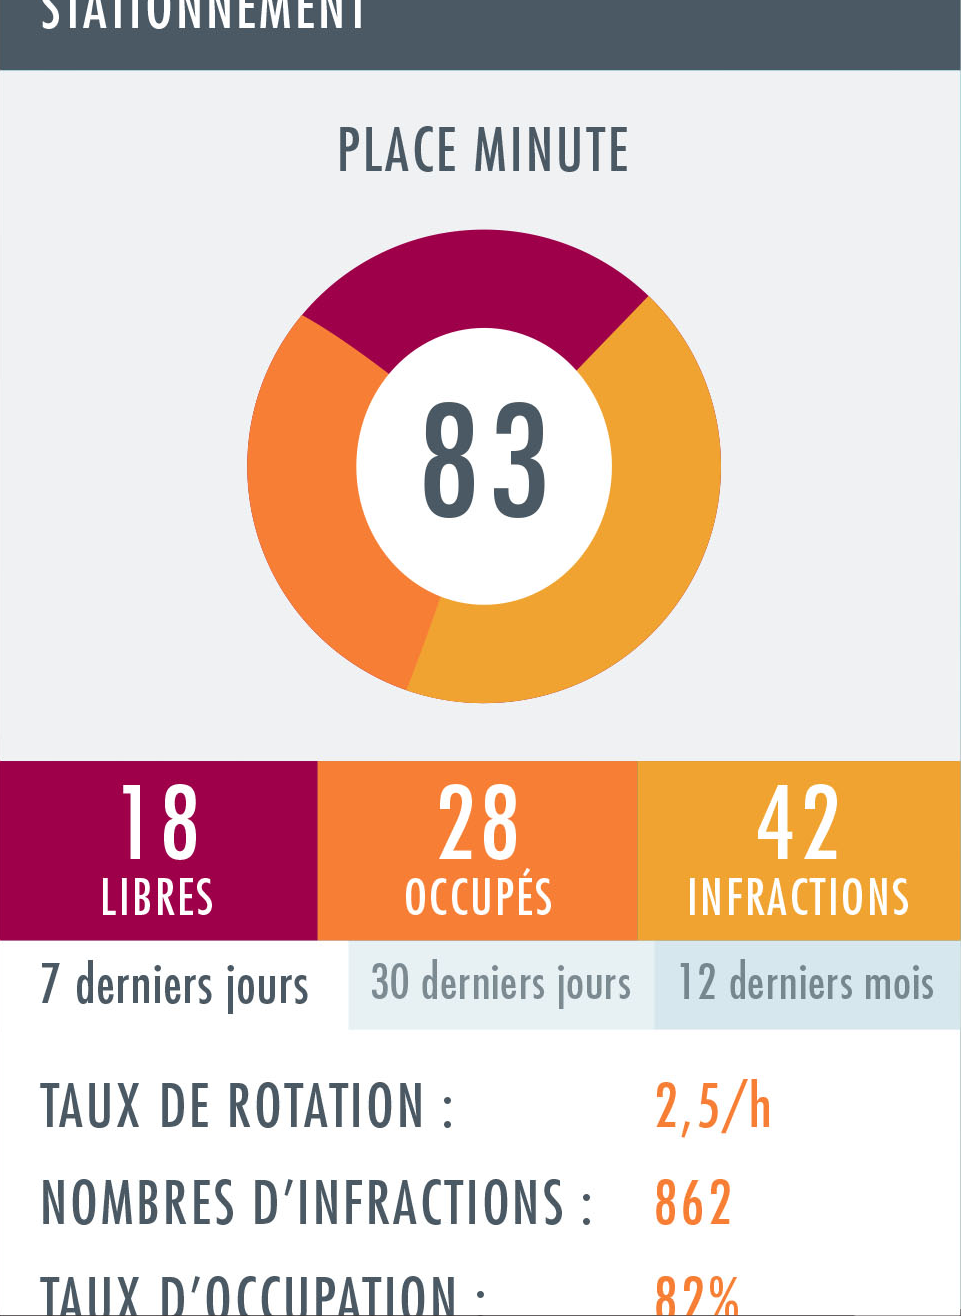 STATIONNEMENT
PLACE MINUTE
83
18
LIBRES
28
OCCUPÉS
42
INFRACTIONS
7 derniers jours
30 derniers jours
12 derniers mois
TAUX DE ROTATION : 2,5/h
NOMBRES D’INFRACTIONS : 862
TAUX D’OCCUPATION : 82%